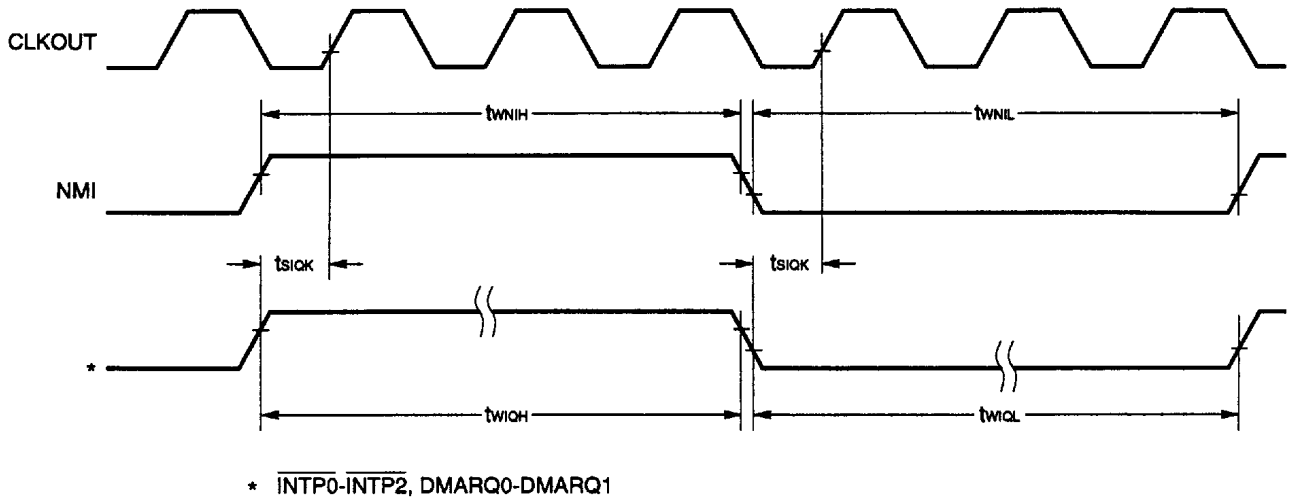 CLKOUT
tWNIH
tWNIL
NMI
tSIQK
tSIQK
*
tWIQH
tWIQL
* INTP0-INTP2, DMARQ0-DMARQ1